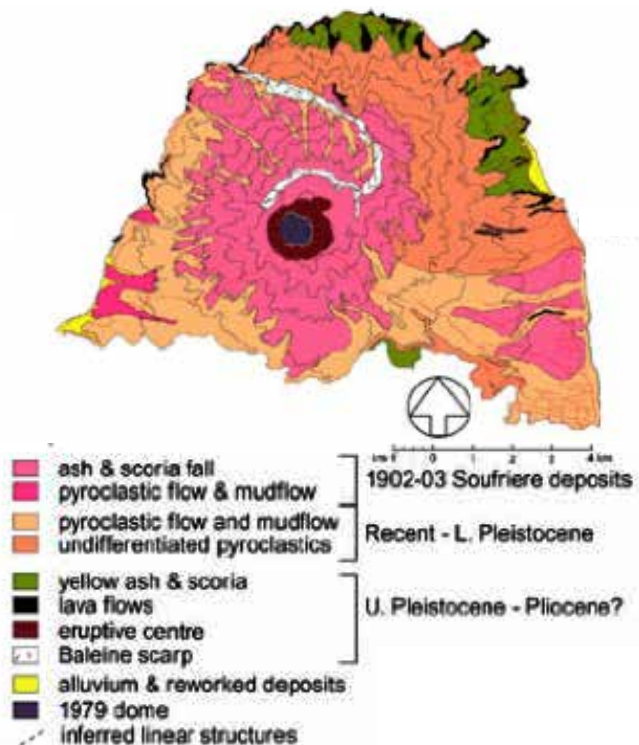 kms 1 0 1 2 3 4 km
ash & scoria fall
pyroclastic flow & mudflow
1902-03 Soufriere deposits
pyroclastic flow and mudflow
undifferentiated pyroclastics
Recent - L. Pleistocene
yellow ash & scoria
lava flows
eruptive centre
Baleine scarp
U. Pleistocene - Pliocene?
alluvium & reworked deposits
1979 dome
inferred linear structures